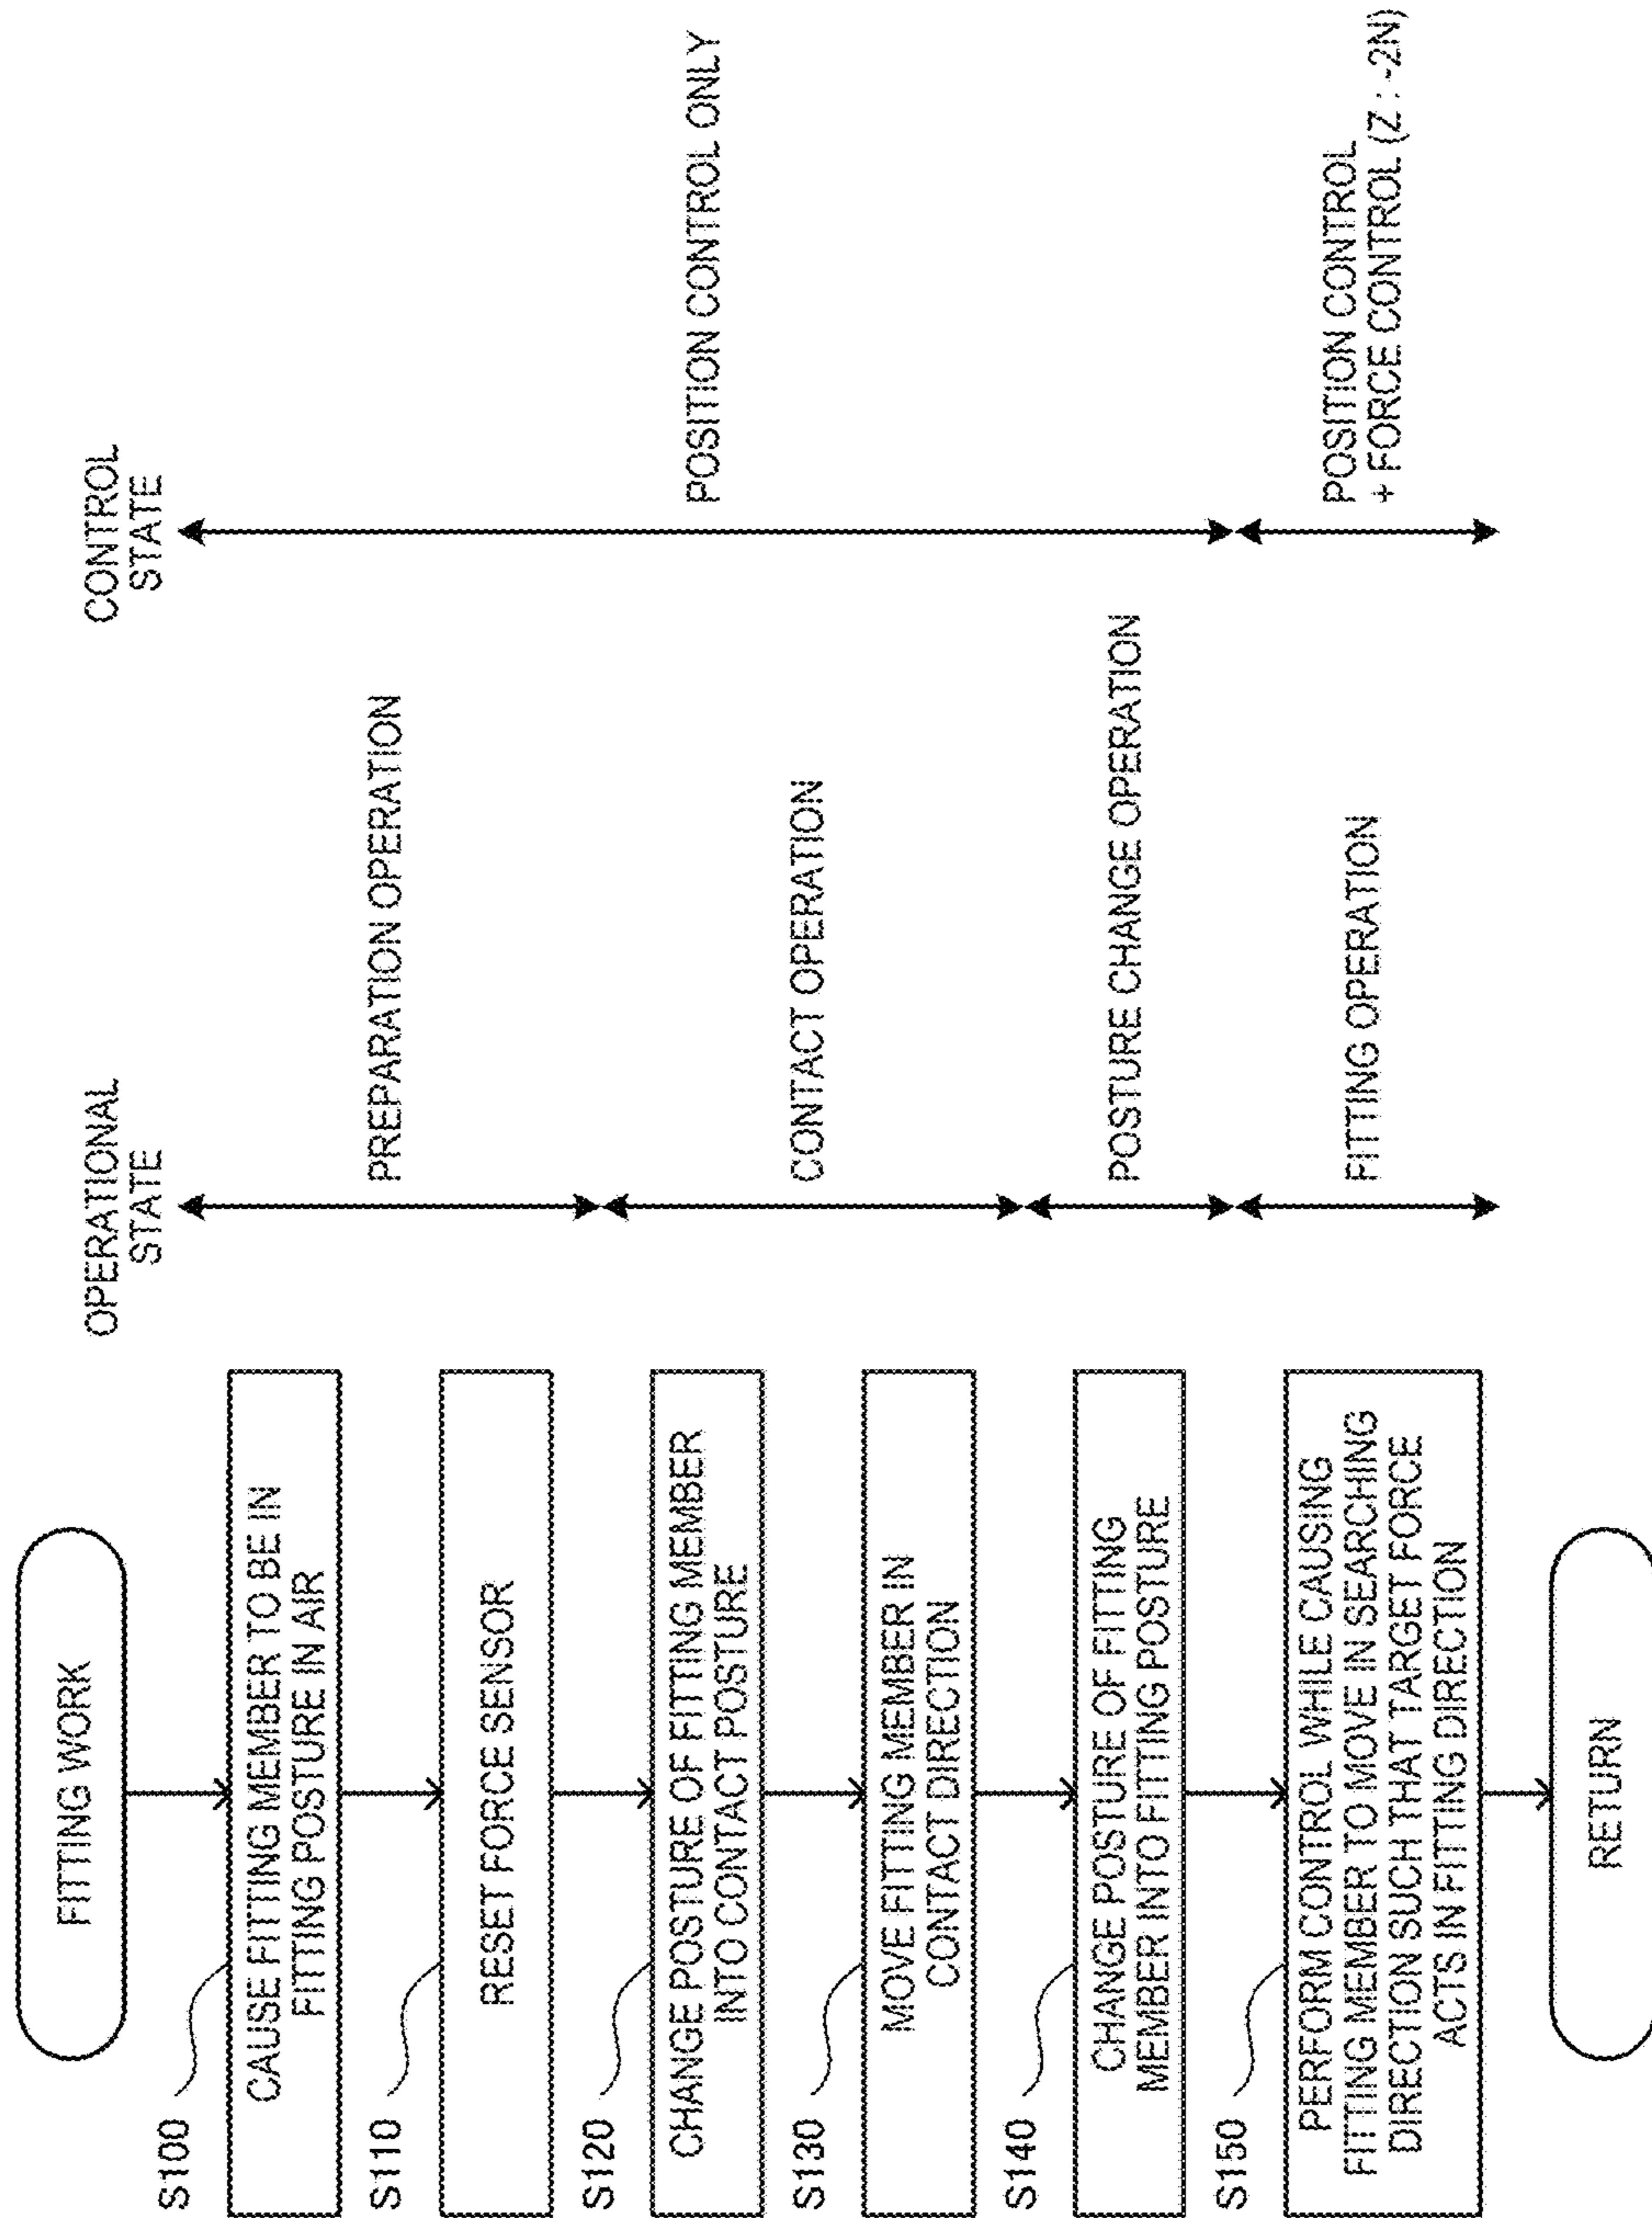 FITTING WORK
OPERATIONAL
STATE
CONTROL
STATE
S100
CAUSE FITTING MEMBER TO BE IN
FITTING POSTURE IN AIR
PREPARATION OPERATION
S110
RESET FORCE SENSOR
S120
CHANGE POSTURE OF FITTING MEMBER
INTO CONTACT POSTURE
POSITION CONTROL ONLY
CONTACT OPERATION
S130
MOVE FITTING MEMBER IN
CONTACT DIRECTION
S140
CHANGE POSTURE OF FITTING
MEMBER INTO FITTING POSTURE
POSTURE CHANGE OPERATION
S150
PERFORM CONTROL WHILE CAUSING
FITTING MEMBER TO MOVE IN SEARCHING
DIRECTION SUCH THAT TARGET FORCE
ACTS IN FITTING DIRECTION
FITTING OPERATION
POSITION CONTROL
+ FORCE CONTROL (Z : -2N)
RETURN